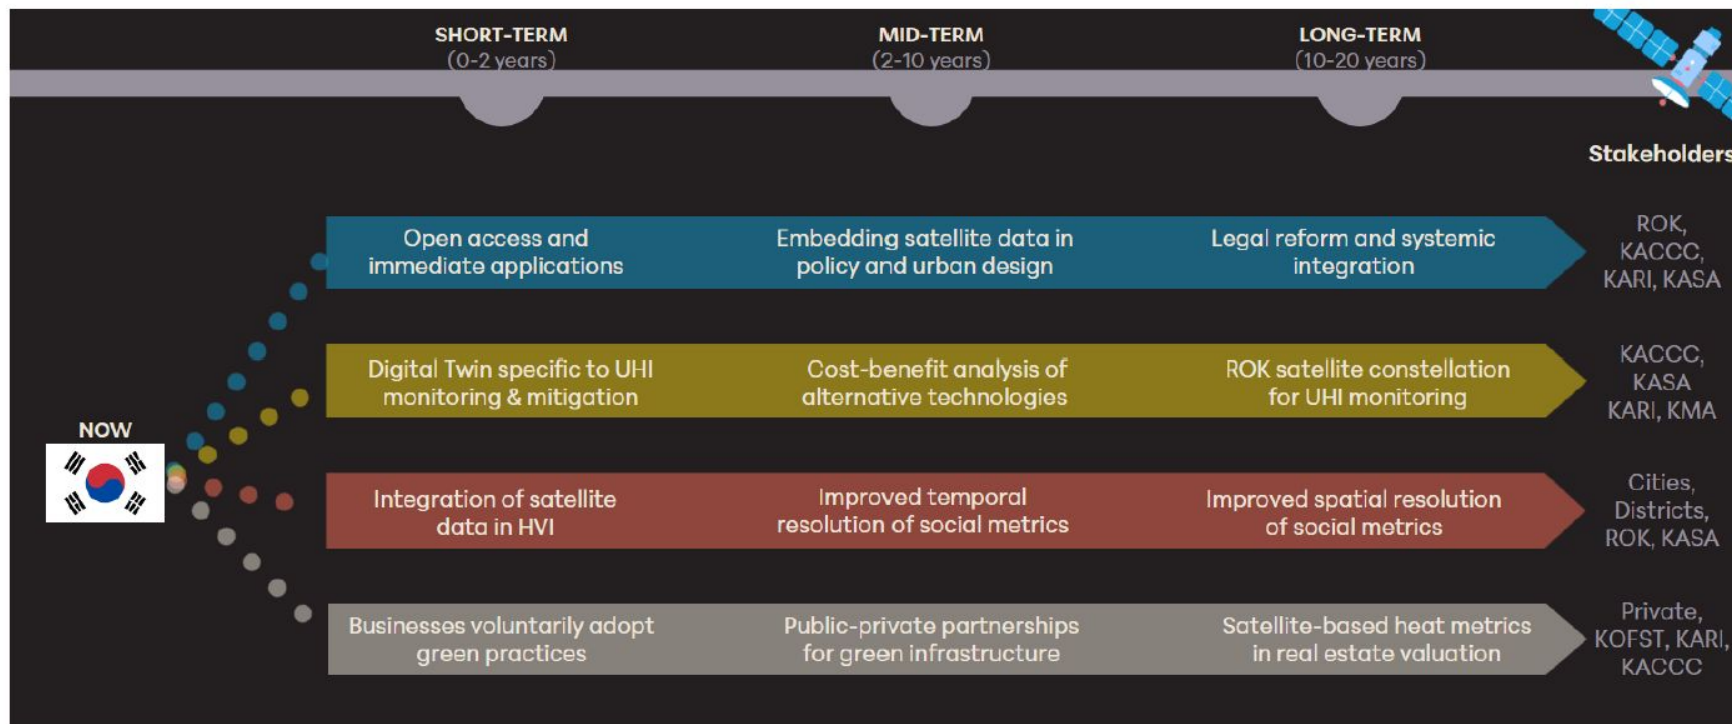 SHORT-TERM
(0-2 years)
MID-TERM
(2-10 years)
LONG-TERM
(10-20 years)
Stakeholders
Open access and
immediate applications
Embedding satellite data in
policy and urban design
Legal reform and systemic
integration
ROK,
KACCC,
KARI, KASA
Digital Twin specific to UHI
monitoring & mitigation
Cost-benefit analysis of
alternative technologies
ROK satellite constellation
for UHI monitoring
KACCC,
KASA
KARI, KMA
NOW
Integration of satellite
data in HVI
Improved temporal
resolution of social metrics
Improved spatial resolution
of social metrics
Cities,
Districts,
ROK, KASA
Businesses voluntarily adopt
green practices
Public-private partnerships
for green infrastructure
Satellite-based heat metrics
in real estate valuation
Private,
KOFST, KARI,
KACCC